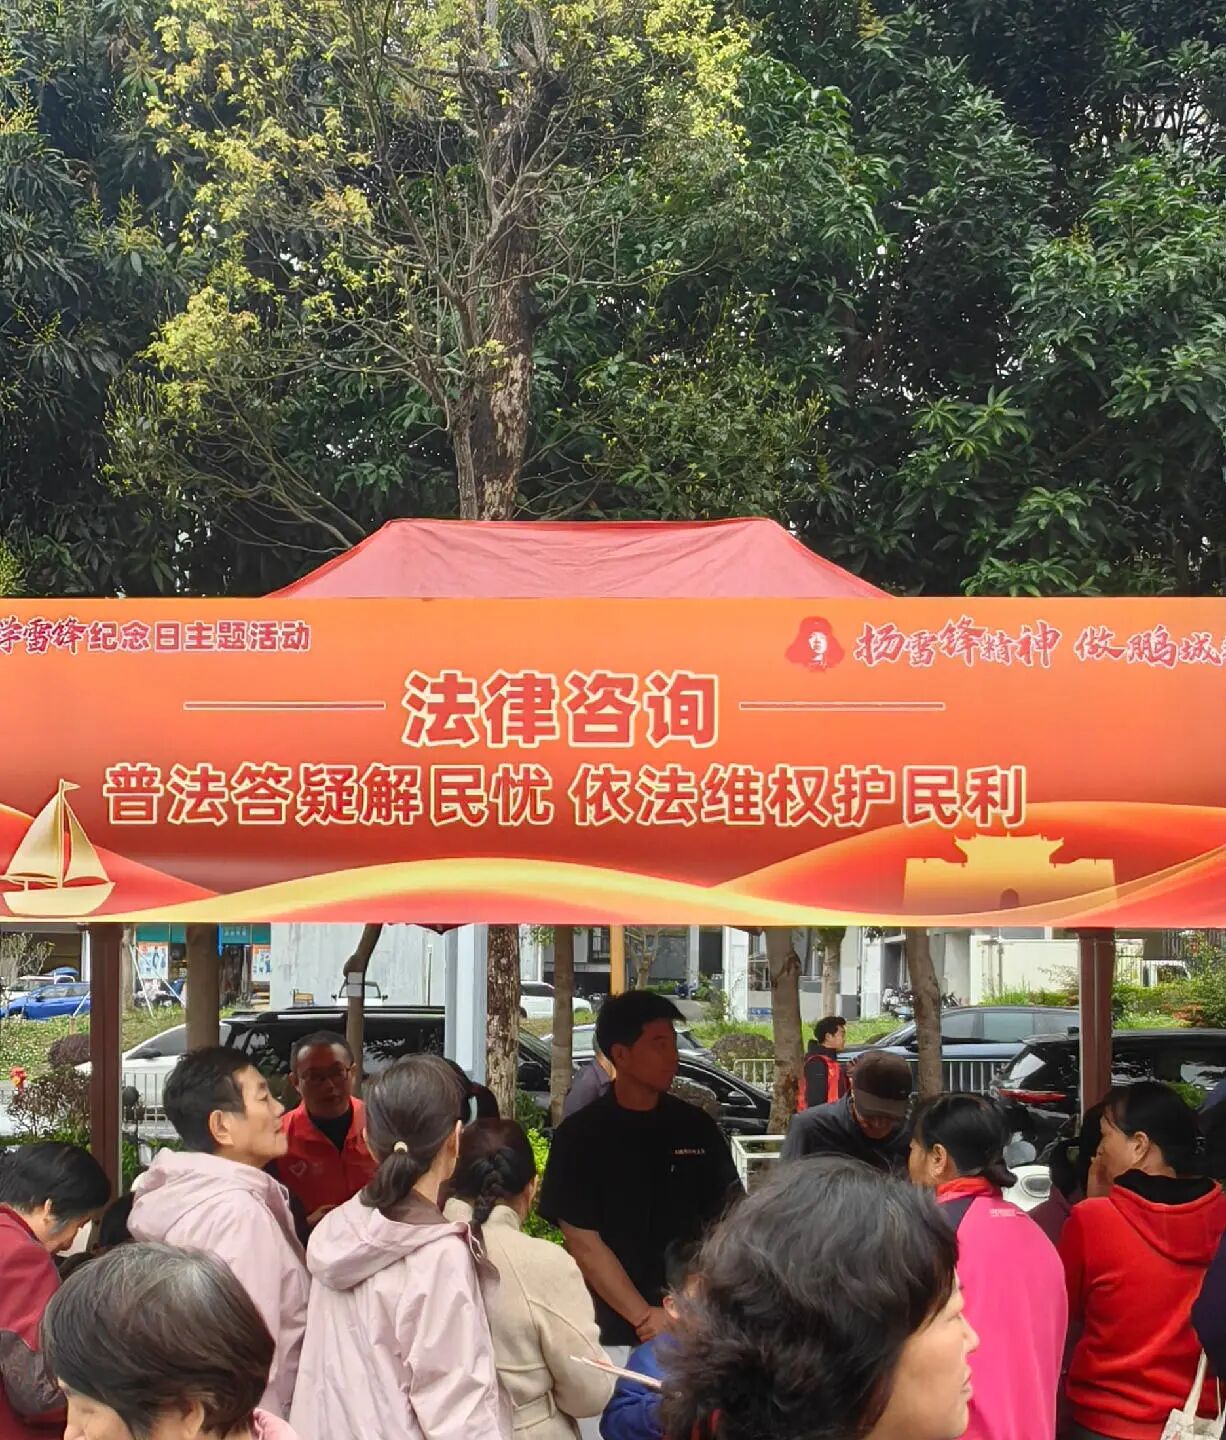 学雷锋纪念日主题活动
扬雷锋精神 做鹏城
法律咨询
普法答疑解民忧 依法维权护民利